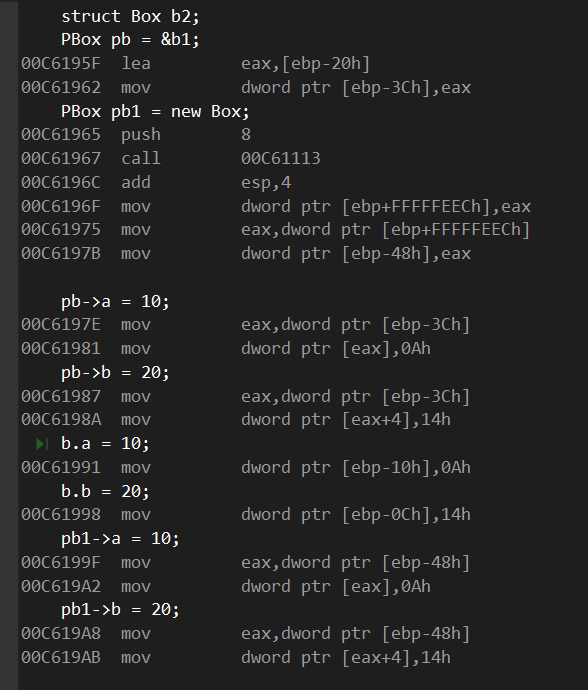 struct Box b2;
PBox pb = &b1;
00C6195F  lea         eax,[ebp-20h]
00C61962  mov         dword ptr [ebp-3Ch],eax
PBox pb1 = new Box;
00C61965  push        8
00C61967  call        00C61113
00C6196C  add         esp,4
00C6196F  mov         dword ptr [ebp+FFFFFEECh],eax
00C61975  mov         eax,dword ptr [ebp+FFFFFEECh]
00C6197B  mov         dword ptr [ebp-48h],eax
pb->a = 10;
00C6197E  mov         eax,dword ptr [ebp-3Ch]
00C61981  mov         dword ptr [eax],0Ah
pb->b = 20;
00C61987  mov         eax,dword ptr [ebp-3Ch]
00C6198A  mov         dword ptr [eax+4],14h
b.a = 10;
00C61991  mov         dword ptr [ebp-10h],0Ah
b.b = 20;
00C61998  mov         dword ptr [ebp-0Ch],14h
pb1->a = 10;
00C6199F  mov         eax,dword ptr [ebp-48h]
00C619A2  mov         dword ptr [eax],0Ah
pb1->b = 20;
00C619A8  mov         eax,dword ptr [ebp-48h]
00C619AB  mov         dword ptr [eax+4],14h